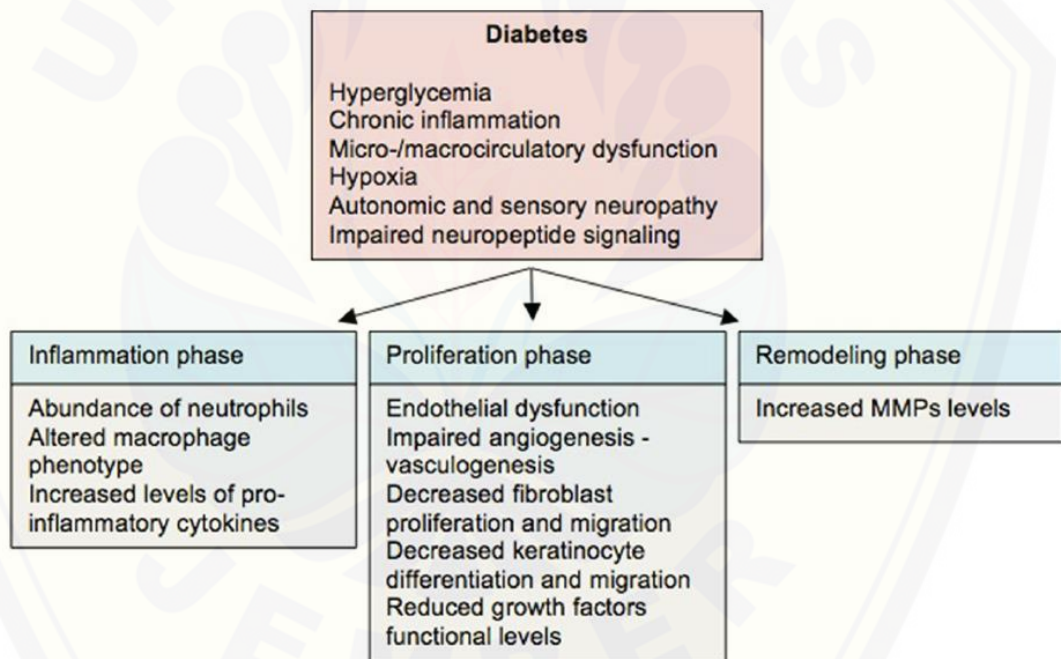 Diabetes
Hyperglycemia
Chronic inflammation
Micro-/macrocirculatory dysfunction
Hypoxia
Autonomic and sensory neuropathy
Impaired neuropeptide signaling
Inflammation phase
Abundance of neutrophils
Altered macrophage
phenotype
Increased levels of pro-
inflammatory cytokines
Proliferation phase
Endothelial dysfunction
Impaired angiogenesis -
vasculogenesis
Decreased fibroblast
proliferation and migration
Decreased keratinocyte
differentiation and migration
Reduced growth factors
functional levels
Remodeling phase
Increased MMPs levels